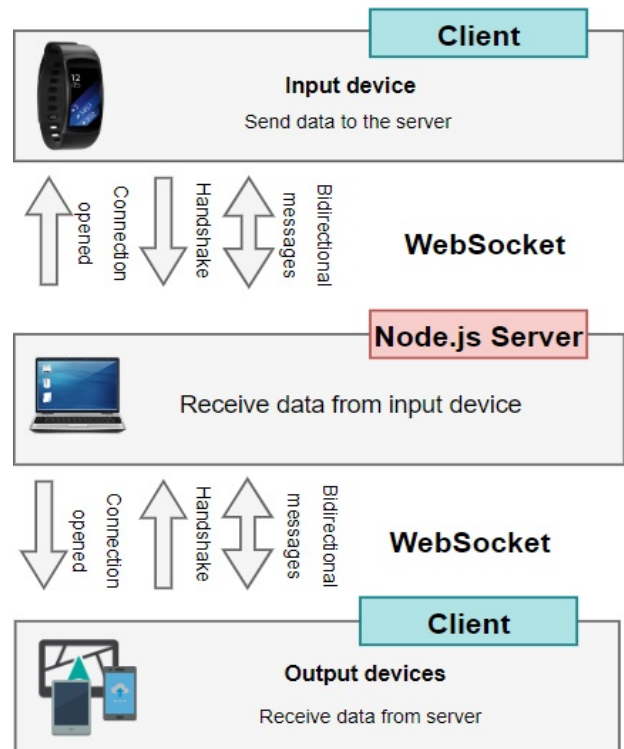 Client
Input device
Send data to the server
Connection
opened
Handshake
Bidirectional
messages
WebSocket
Node.js Server
Receive data from input device
Connection
opened
Handshake
Bidirectional
messages
WebSocket
Client
Output devices
Receive data from server